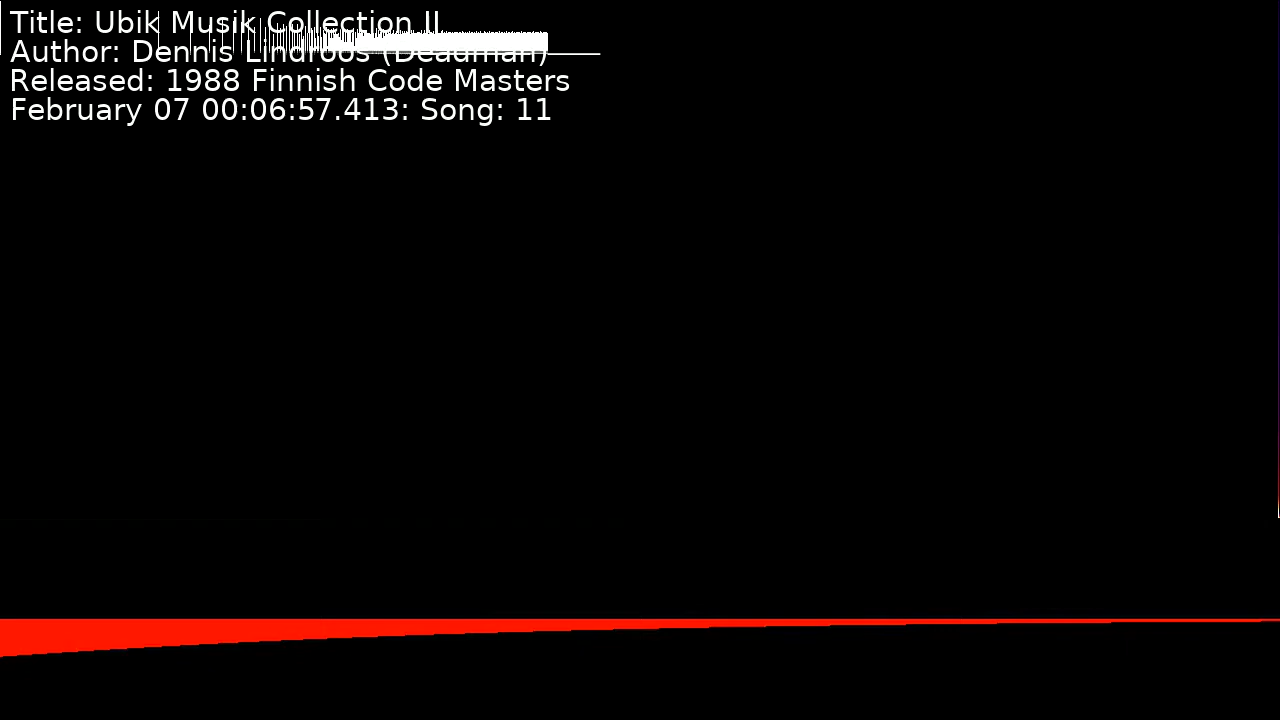 Title: Ubik Musik Collection II
Author: Dennis Lindroos (Deadman)
Released: 1988 Finnish Code Masters
February 07 00:06:57.413: Song: 11